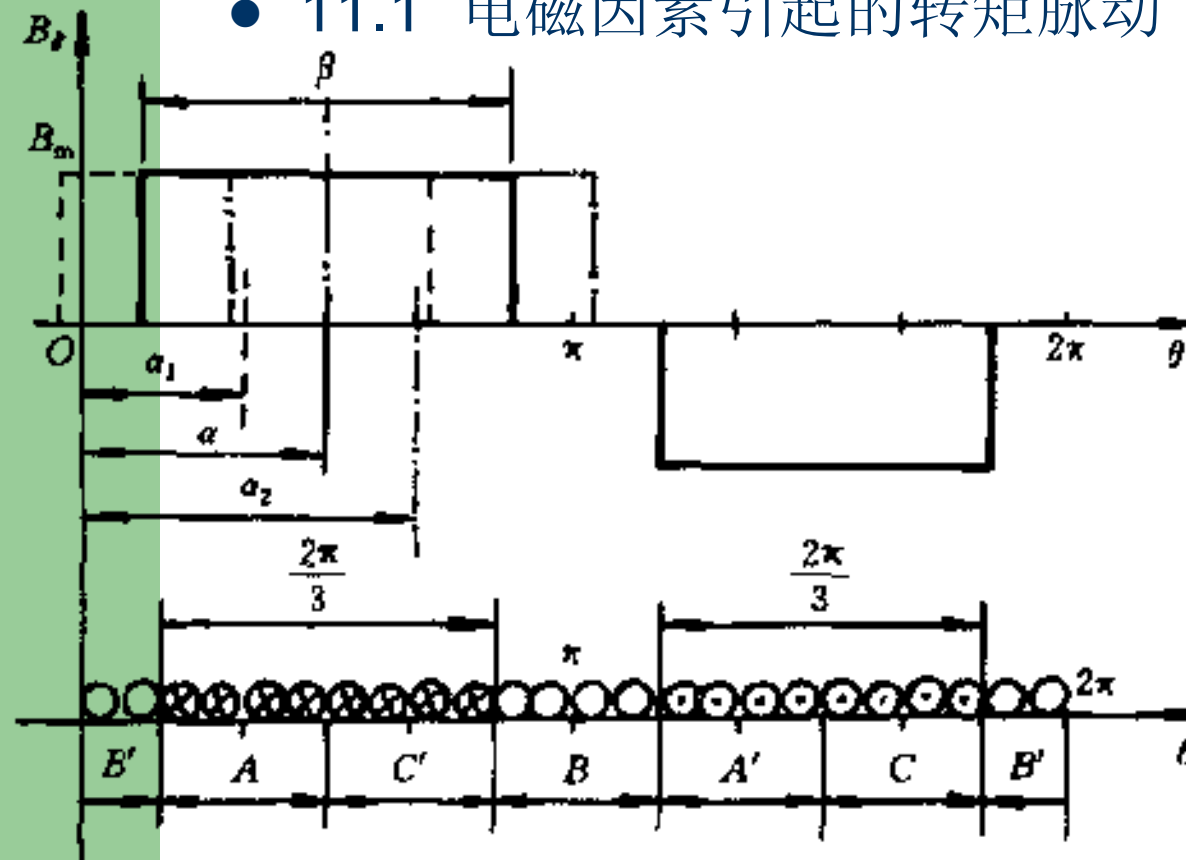 ● 11.1 电磁因素引起的转矩脉动
β
Bₘ
O
π
2π
θ
α₁
α
α₂
2π/3
2π/3
π
2π
B′
A
C′
B
A′
C
B′